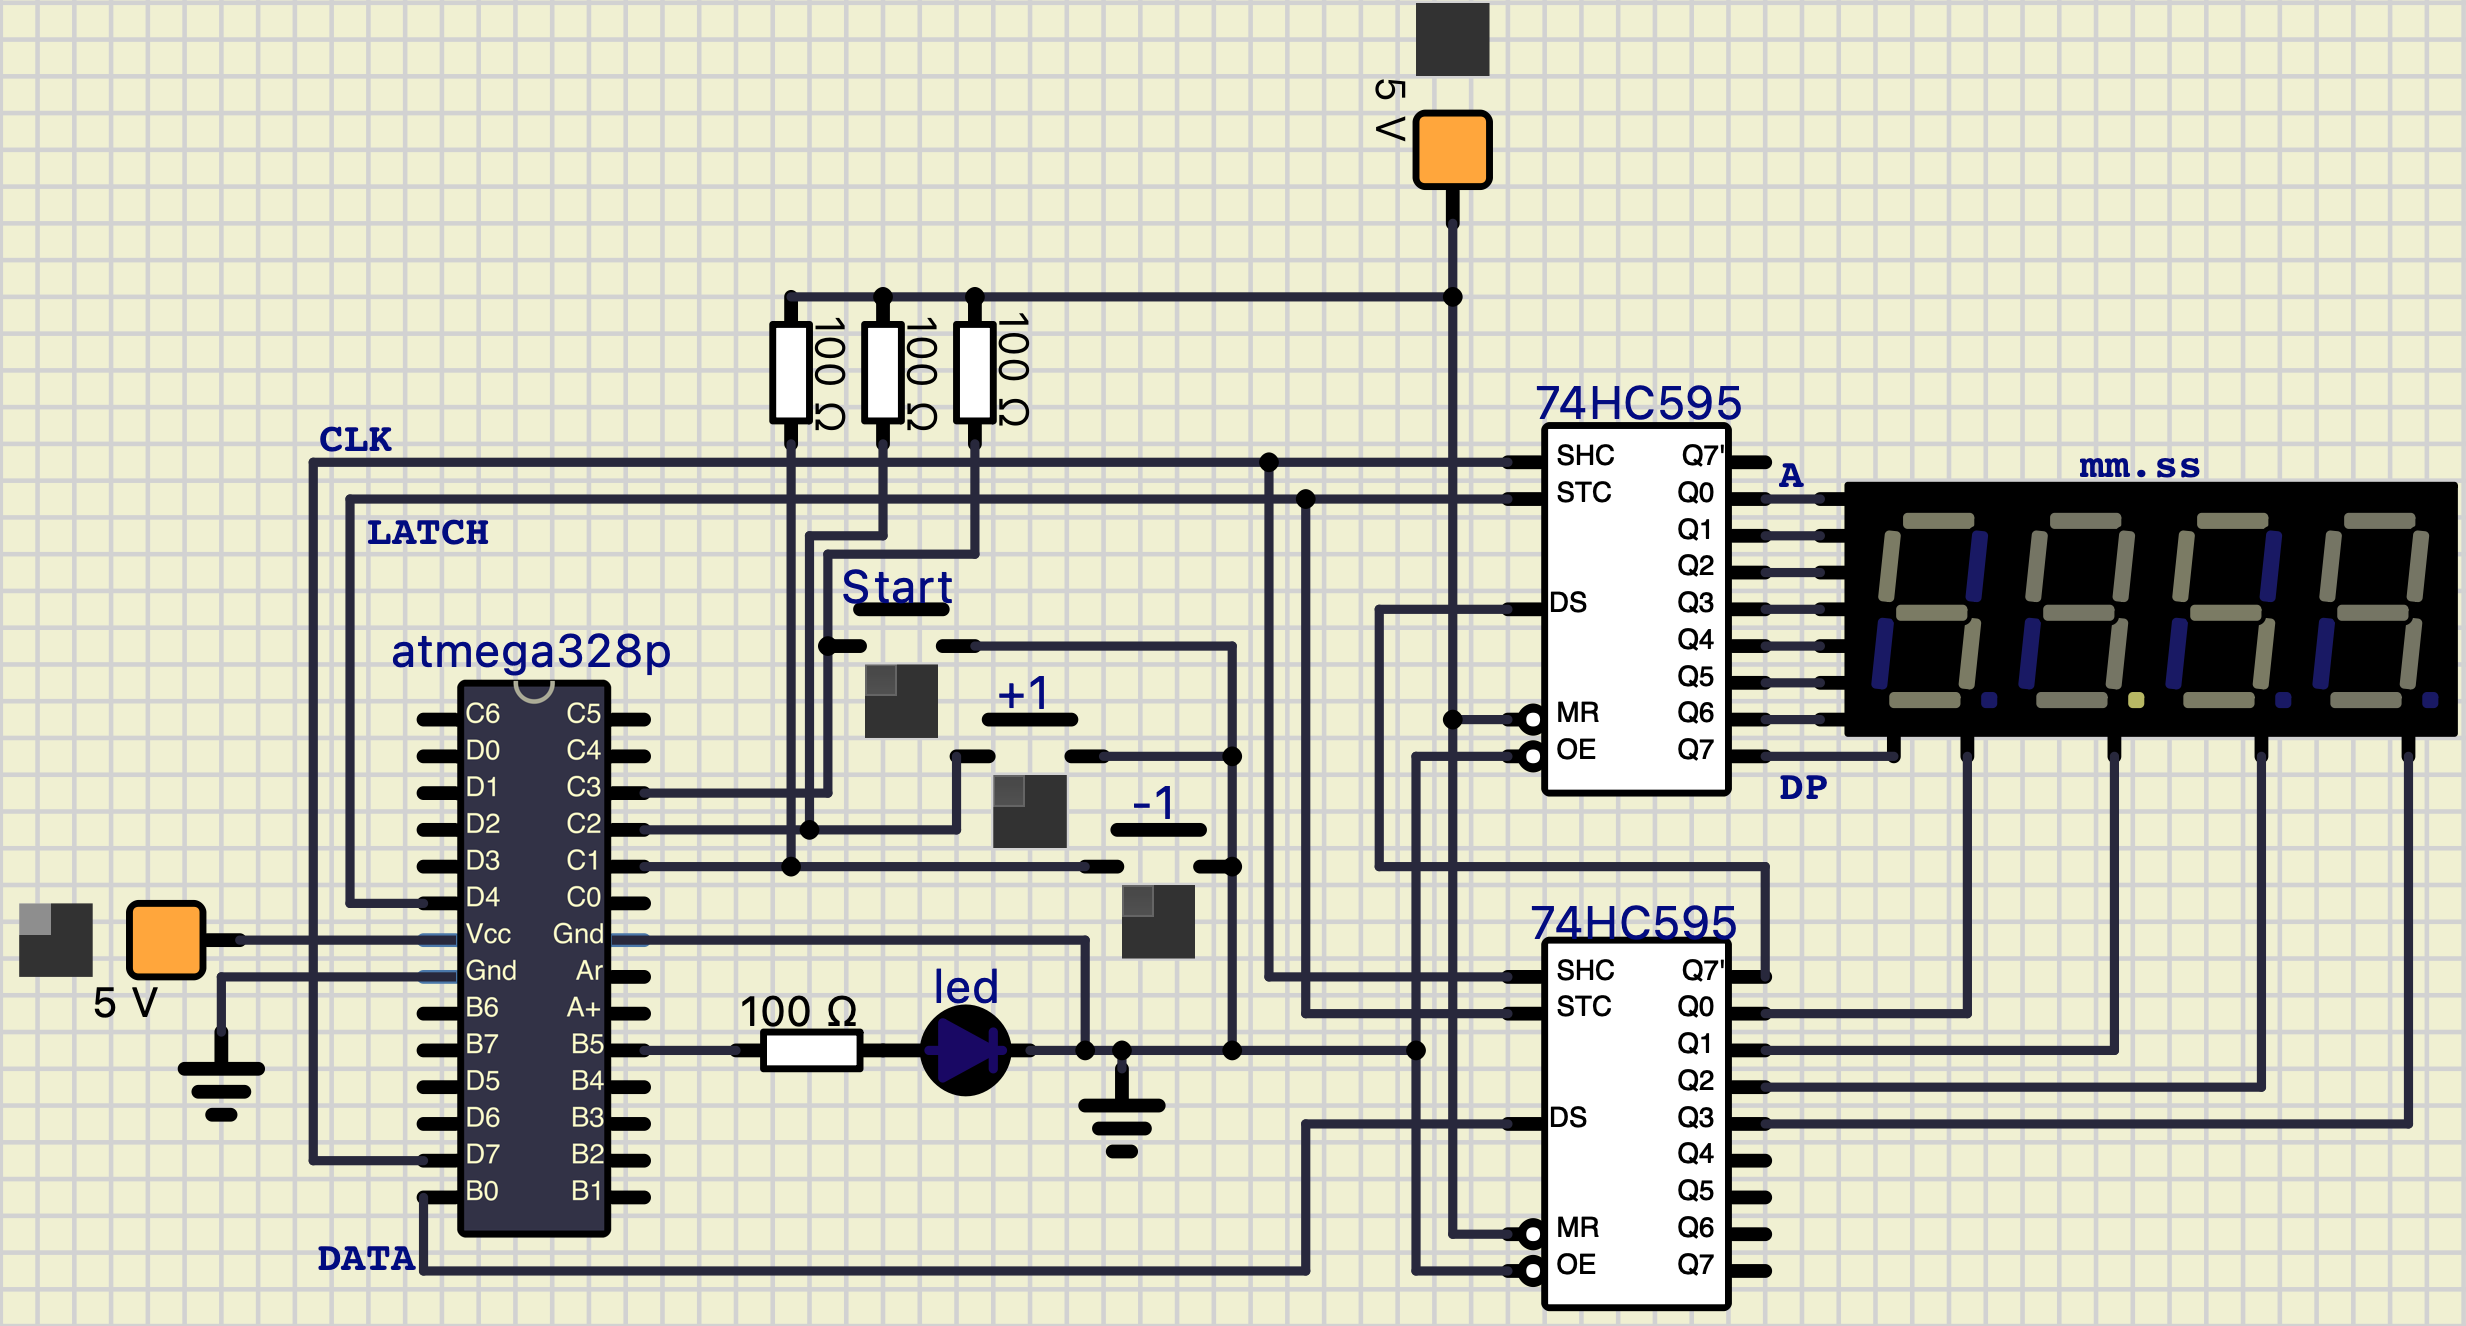 5 V
100 Ω
100 Ω
100 Ω
74HC595
CLK
SHC Q7'
A
mm.ss
STC Q0
LATCH
Q1
Q2
Start
DS Q3
Q4
atmega328p
Q5
+1
MR Q6
OE Q7
DP
-1
C6 C5
D0 C4
D1 C3
D2 C2
D3 C1
D4 C0
Vcc Gnd
Gnd Ar
B6 A+
B7 B5
D5 B4
D6 B3
D7 B2
B0 B1
5 V
100 Ω
led
74HC595
SHC Q7'
STC Q0
Q1
Q2
DS Q3
Q4
Q5
MR Q6
OE Q7
DATA